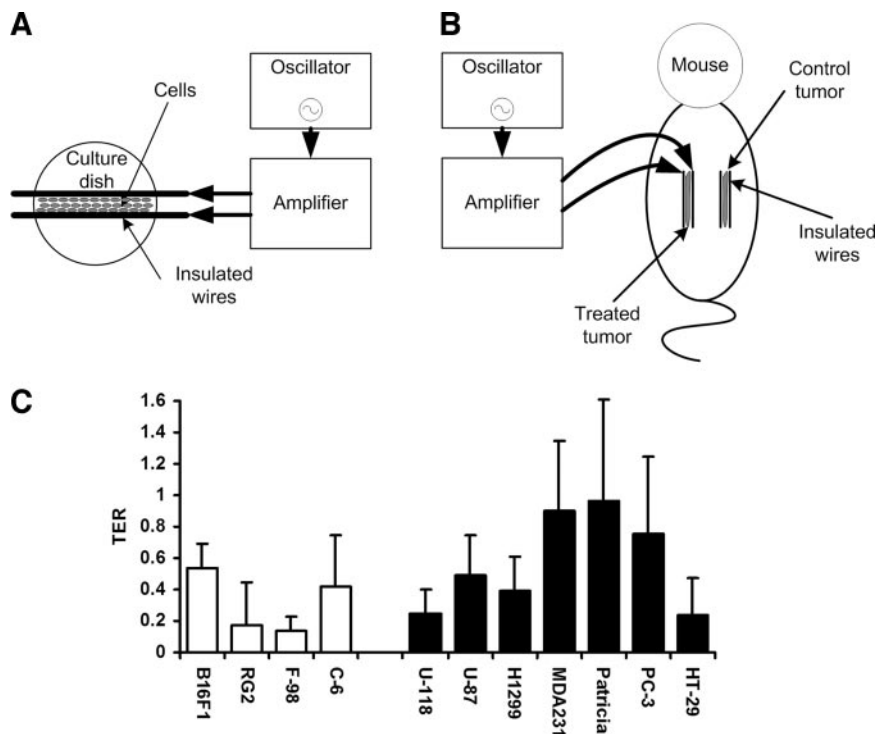 A
Oscillator
Cells
Culture
dish
Amplifier
Insulated
wires
B
Oscillator
Mouse
Control
tumor
Amplifier
Insulated
wires
Treated
tumor
C
TER
1.6
1.4
1.2
1
0.8
0.6
0.4
0.2
0
B16F1
RG2
F-98
C-6
U-118
U-87
H1299
MDA231
Patricia
PC-3
HT-29